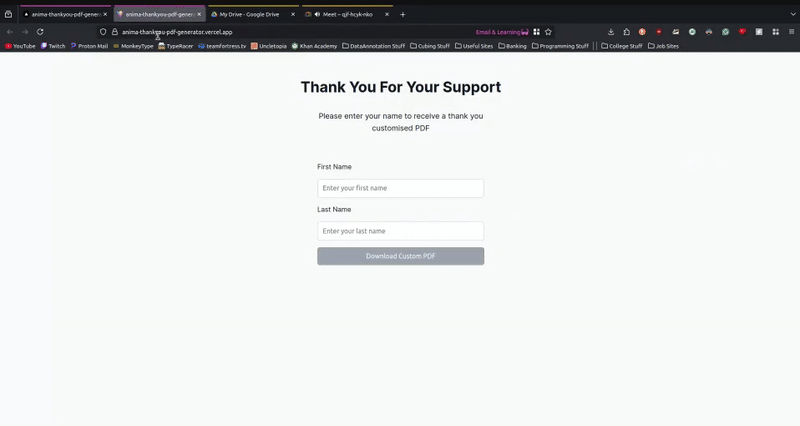 anima-thankyou-pdf-generat
anima-thankyou-pdf-genera
My Drive - Google Drive
Meet – qjf-hcyk-nko
anima-thankyou-pdf-generator.vercel.app
Email & Learning
YouTube
Twitch
Proton Mail
MonkeyType
TypeRacer
teamfortress.tv
Uncletopia
Khan Academy
DataAnnotation Stuff
Cubing Stuff
Useful Sites
Banking
Programming Stuff
College Stuff
Job Sites
Thank You For Your Support
Please enter your name to receive a thank you
customised PDF
First Name
Enter your first name
Last Name
Enter your last name
Download Custom PDF